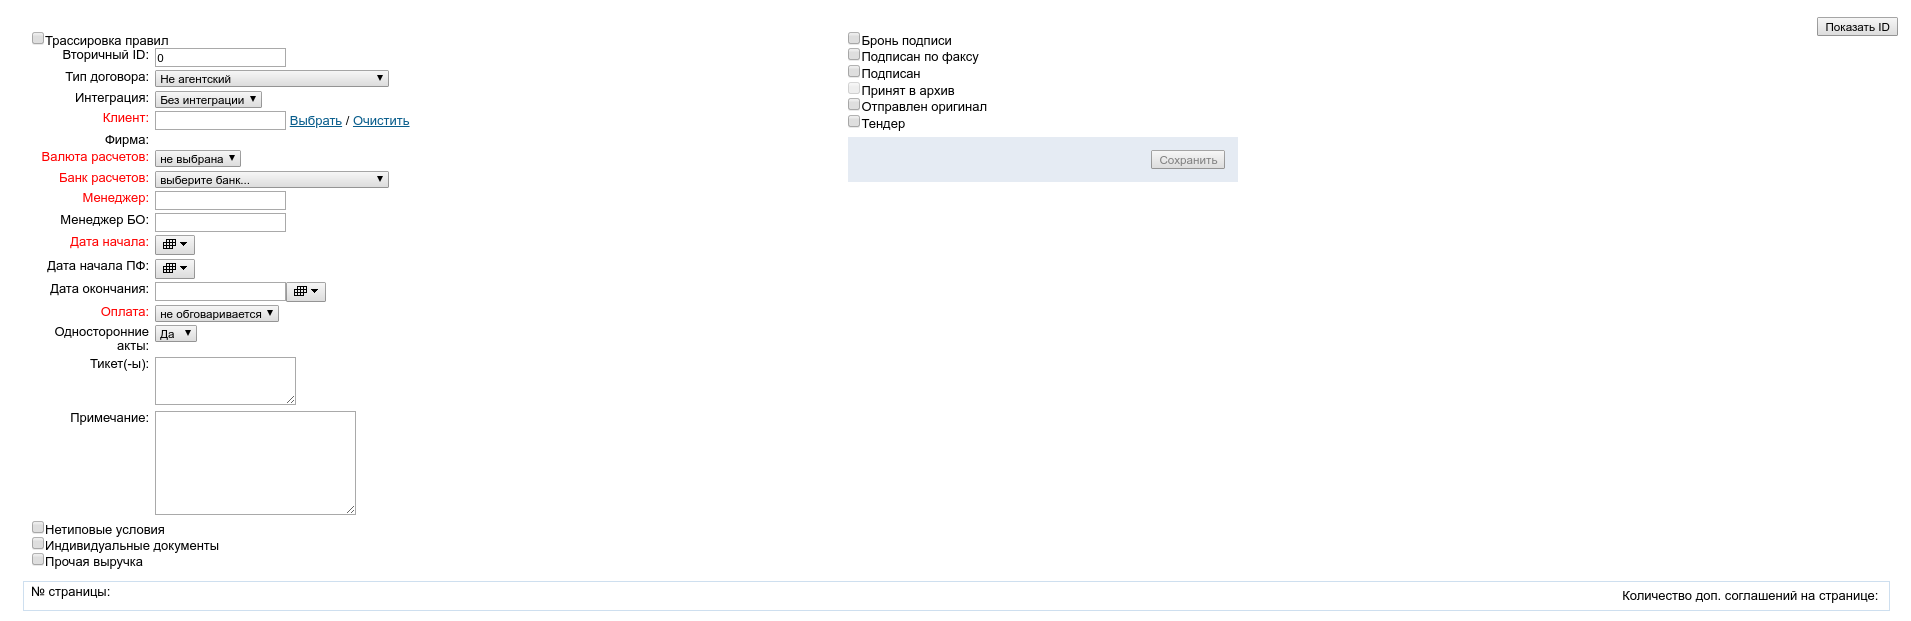 Показать ID
Трассировка правил
Вторичный ID: 0
Тип договора: Не агентский
Интеграция: Без интеграции
Клиент: Выбрать / Очистить
Фирма:
Валюта расчетов: не выбрана
Банк расчетов: выберите банк...
Менеджер:
Менеджер БО:
Дата начала:
Дата начала ПФ:
Дата окончания:
Оплата: не обговаривается
Односторонние
акты: Да
Тикет(-ы):
Примечание:
Нетиповые условия
Индивидуальные документы
Прочая выручка
Бронь подписи
Подписан по факсу
Подписан
Принят в архив
Отправлен оригинал
Тендер
Сохранить
№ страницы:
Количество доп. соглашений на странице: